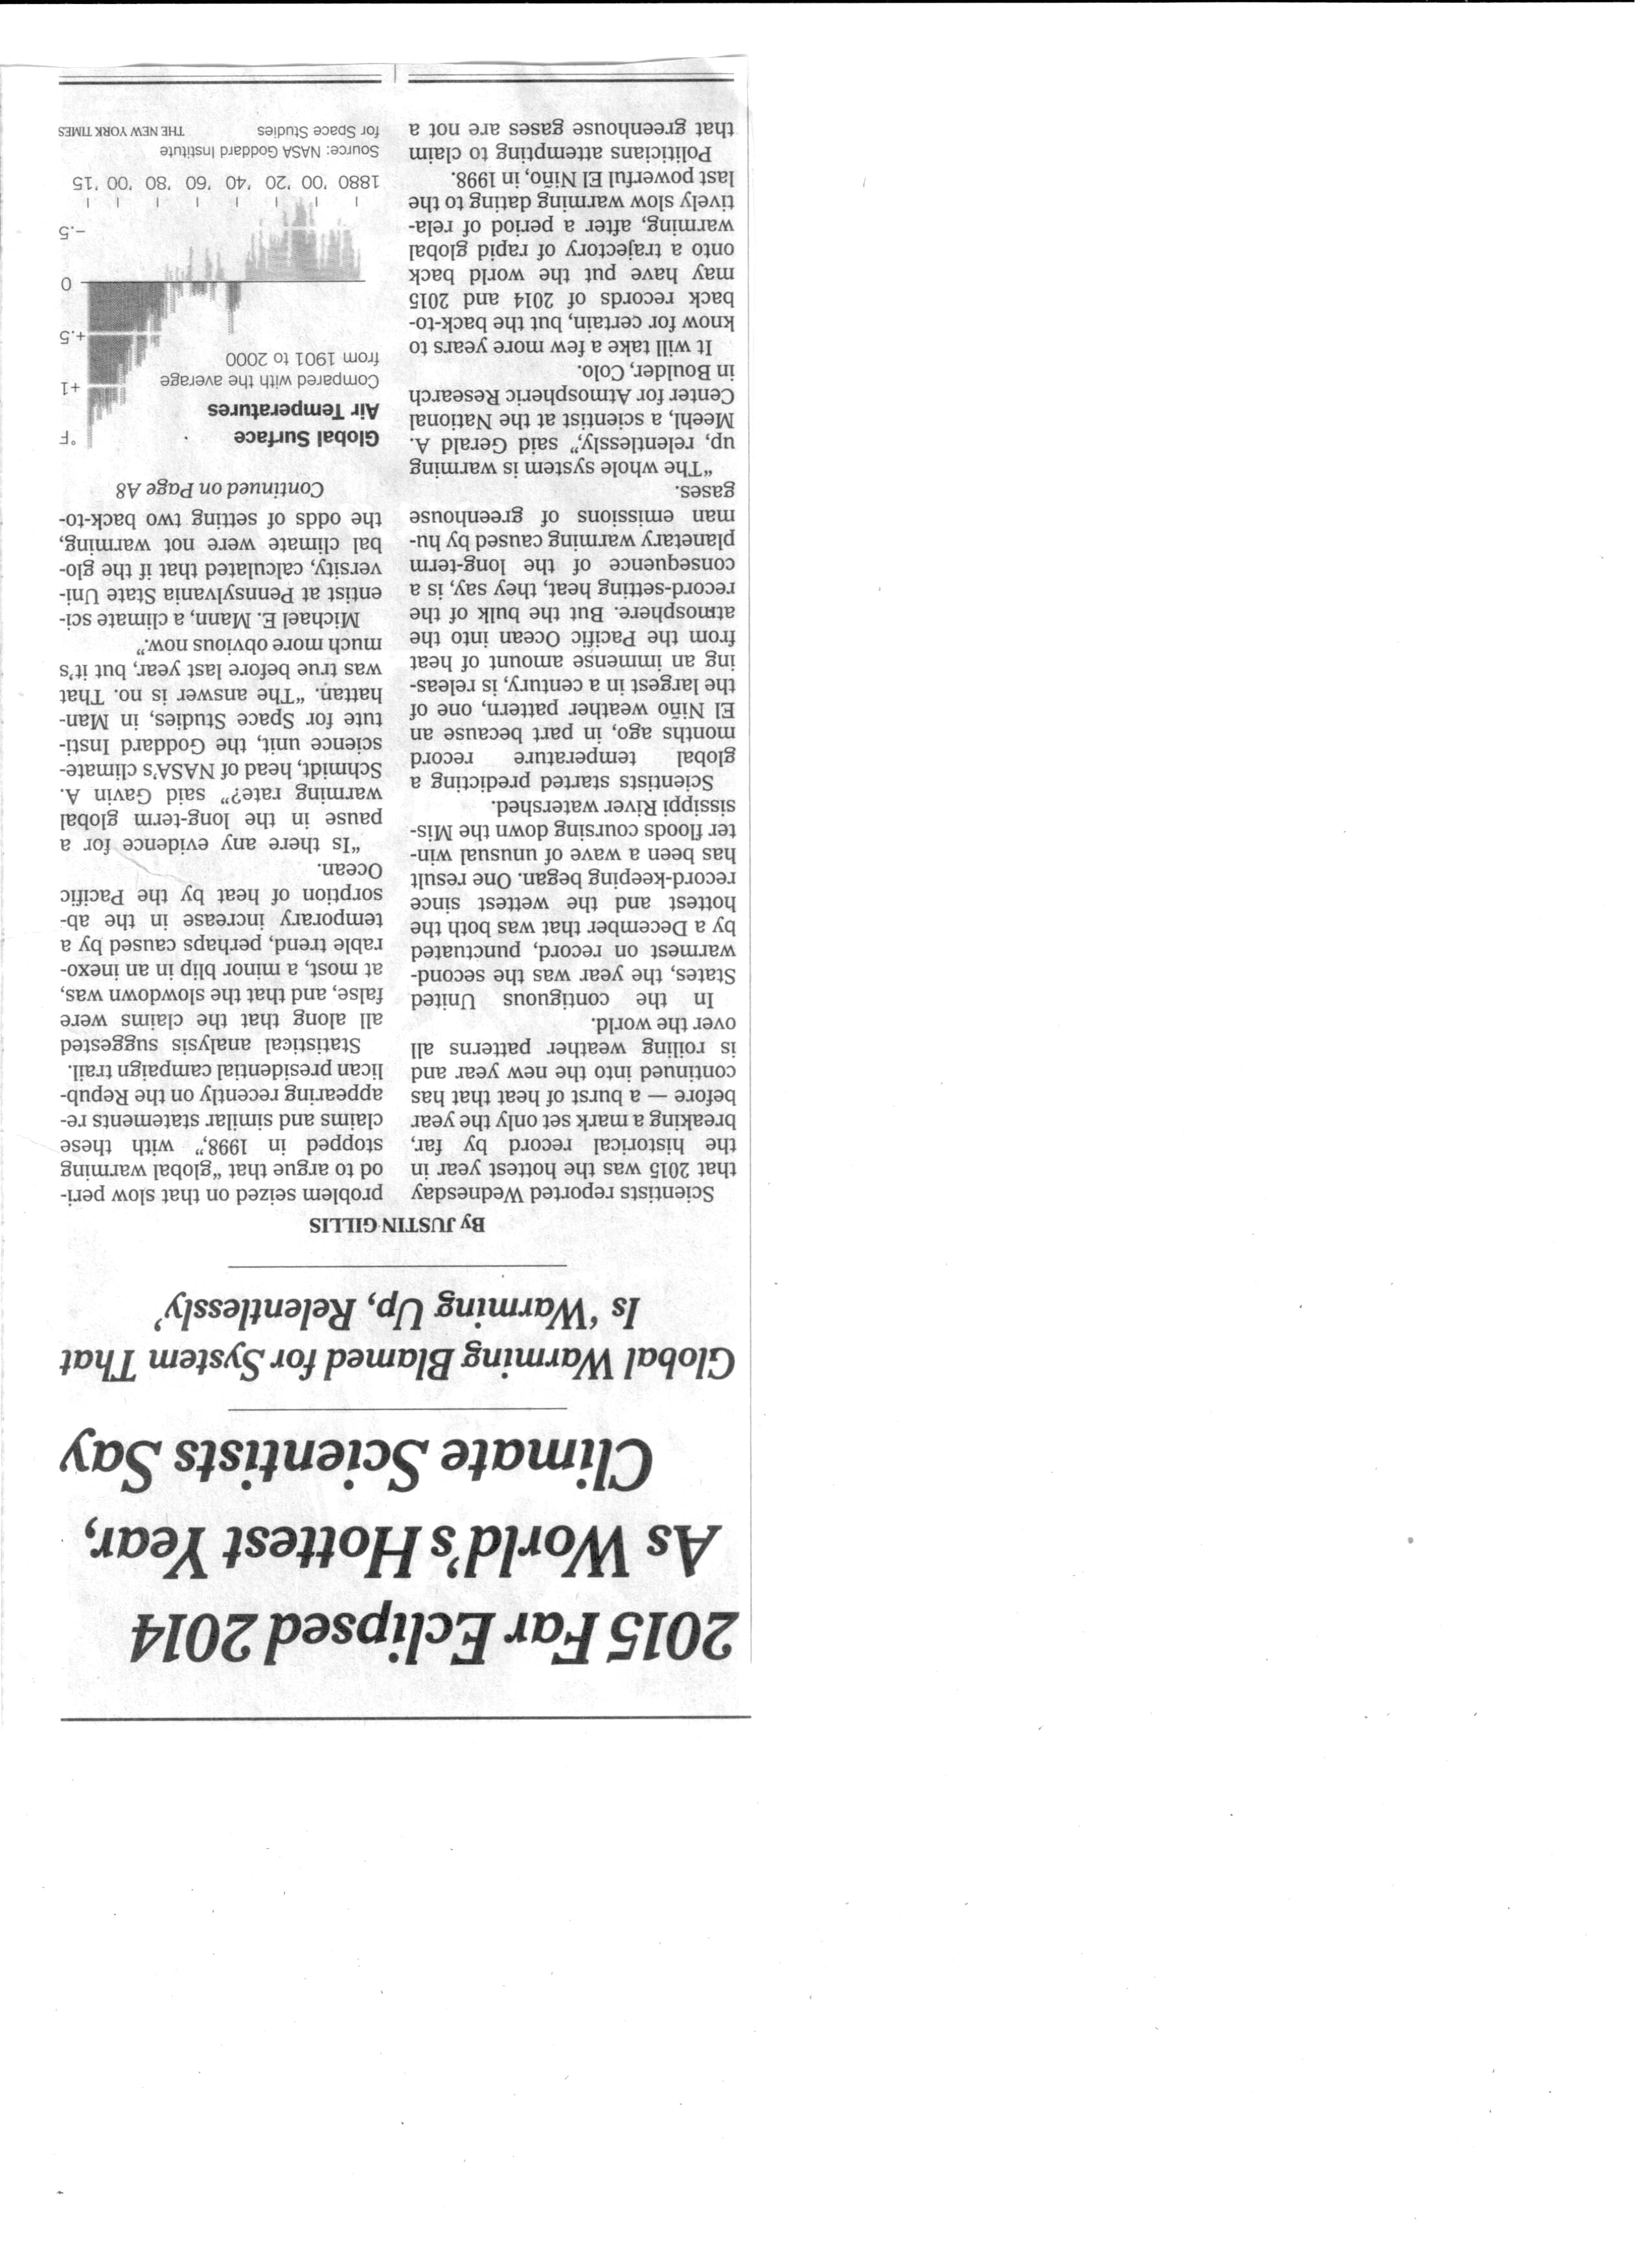 2015 Far Eclipsed 2014
As World's Hottest Year,
Climate Scientists Say
Global Warming Blamed for System That
Is ‘Warming Up, Relentlessly’
By JUSTIN GILLIS
Scientists reported Wednesday
that 2015 was the hottest year in
the historical record by far,
breaking a mark set only the year
before — a burst of heat that has
continued into the new year and
is roiling weather patterns all
over the world.
In the contiguous United
States, the year was the second-
warmest on record, punctuated
by a December that was both the
hottest and the wettest since
record-keeping began. One result
has been a wave of unusual win-
ter floods coursing down the Mis-
sissippi River watershed.
Scientists started predicting a
global temperature record
months ago, in part because an
El Niño weather pattern, one of
the largest in a century, is releas-
ing an immense amount of heat
from the Pacific Ocean into the
atmosphere. But the bulk of the
record-setting heat, they say, is a
consequence of the long-term
planetary warming caused by hu-
man emissions of greenhouse
gases.
“The whole system is warming
up, relentlessly,” said Gerald A.
Meehl, a scientist at the National
Center for Atmospheric Research
in Boulder, Colo.
It will take a few more years to
know for certain, but the back-to-
back records of 2014 and 2015
may have put the world back
onto a trajectory of rapid global
warming, after a period of rela-
tively slow warming dating to the
last powerful El Niño, in 1998.
Politicians attempting to claim
that greenhouse gases are not a
problem seized on that slow peri-
od to argue that “global warming
stopped in 1998,” with these
claims and similar statements re-
appearing recently on the Repub-
lican presidential campaign trail.
Statistical analysis suggested
all along that the claims were
false, and that the slowdown was,
at most, a minor blip in an inexo-
rable trend, perhaps caused by a
temporary increase in the ab-
sorption of heat by the Pacific
Ocean.
“Is there any evidence for a
pause in the long-term global
warming rate?” said Gavin A.
Schmidt, head of NASA’s climate-
science unit, the Goddard Insti-
tute for Space Studies, in Man-
hattan. “The answer is no. That
was true before last year, but it’s
much more obvious now.”
Michael E. Mann, a climate sci-
entist at Pennsylvania State Uni-
versity, calculated that if the glo-
bal climate were not warming,
the odds of setting two back-to-
Continued on Page A8
Global Surface
Air Temperatures
Compared with the average
from 1901 to 2000
°F
+1
+.5
0
–.5
1880 ’00 ’20 ’40 ’60 ’80 ’00 ’15
Source: NASA Goddard Institute
for Space Studies
THE NEW YORK TIMES